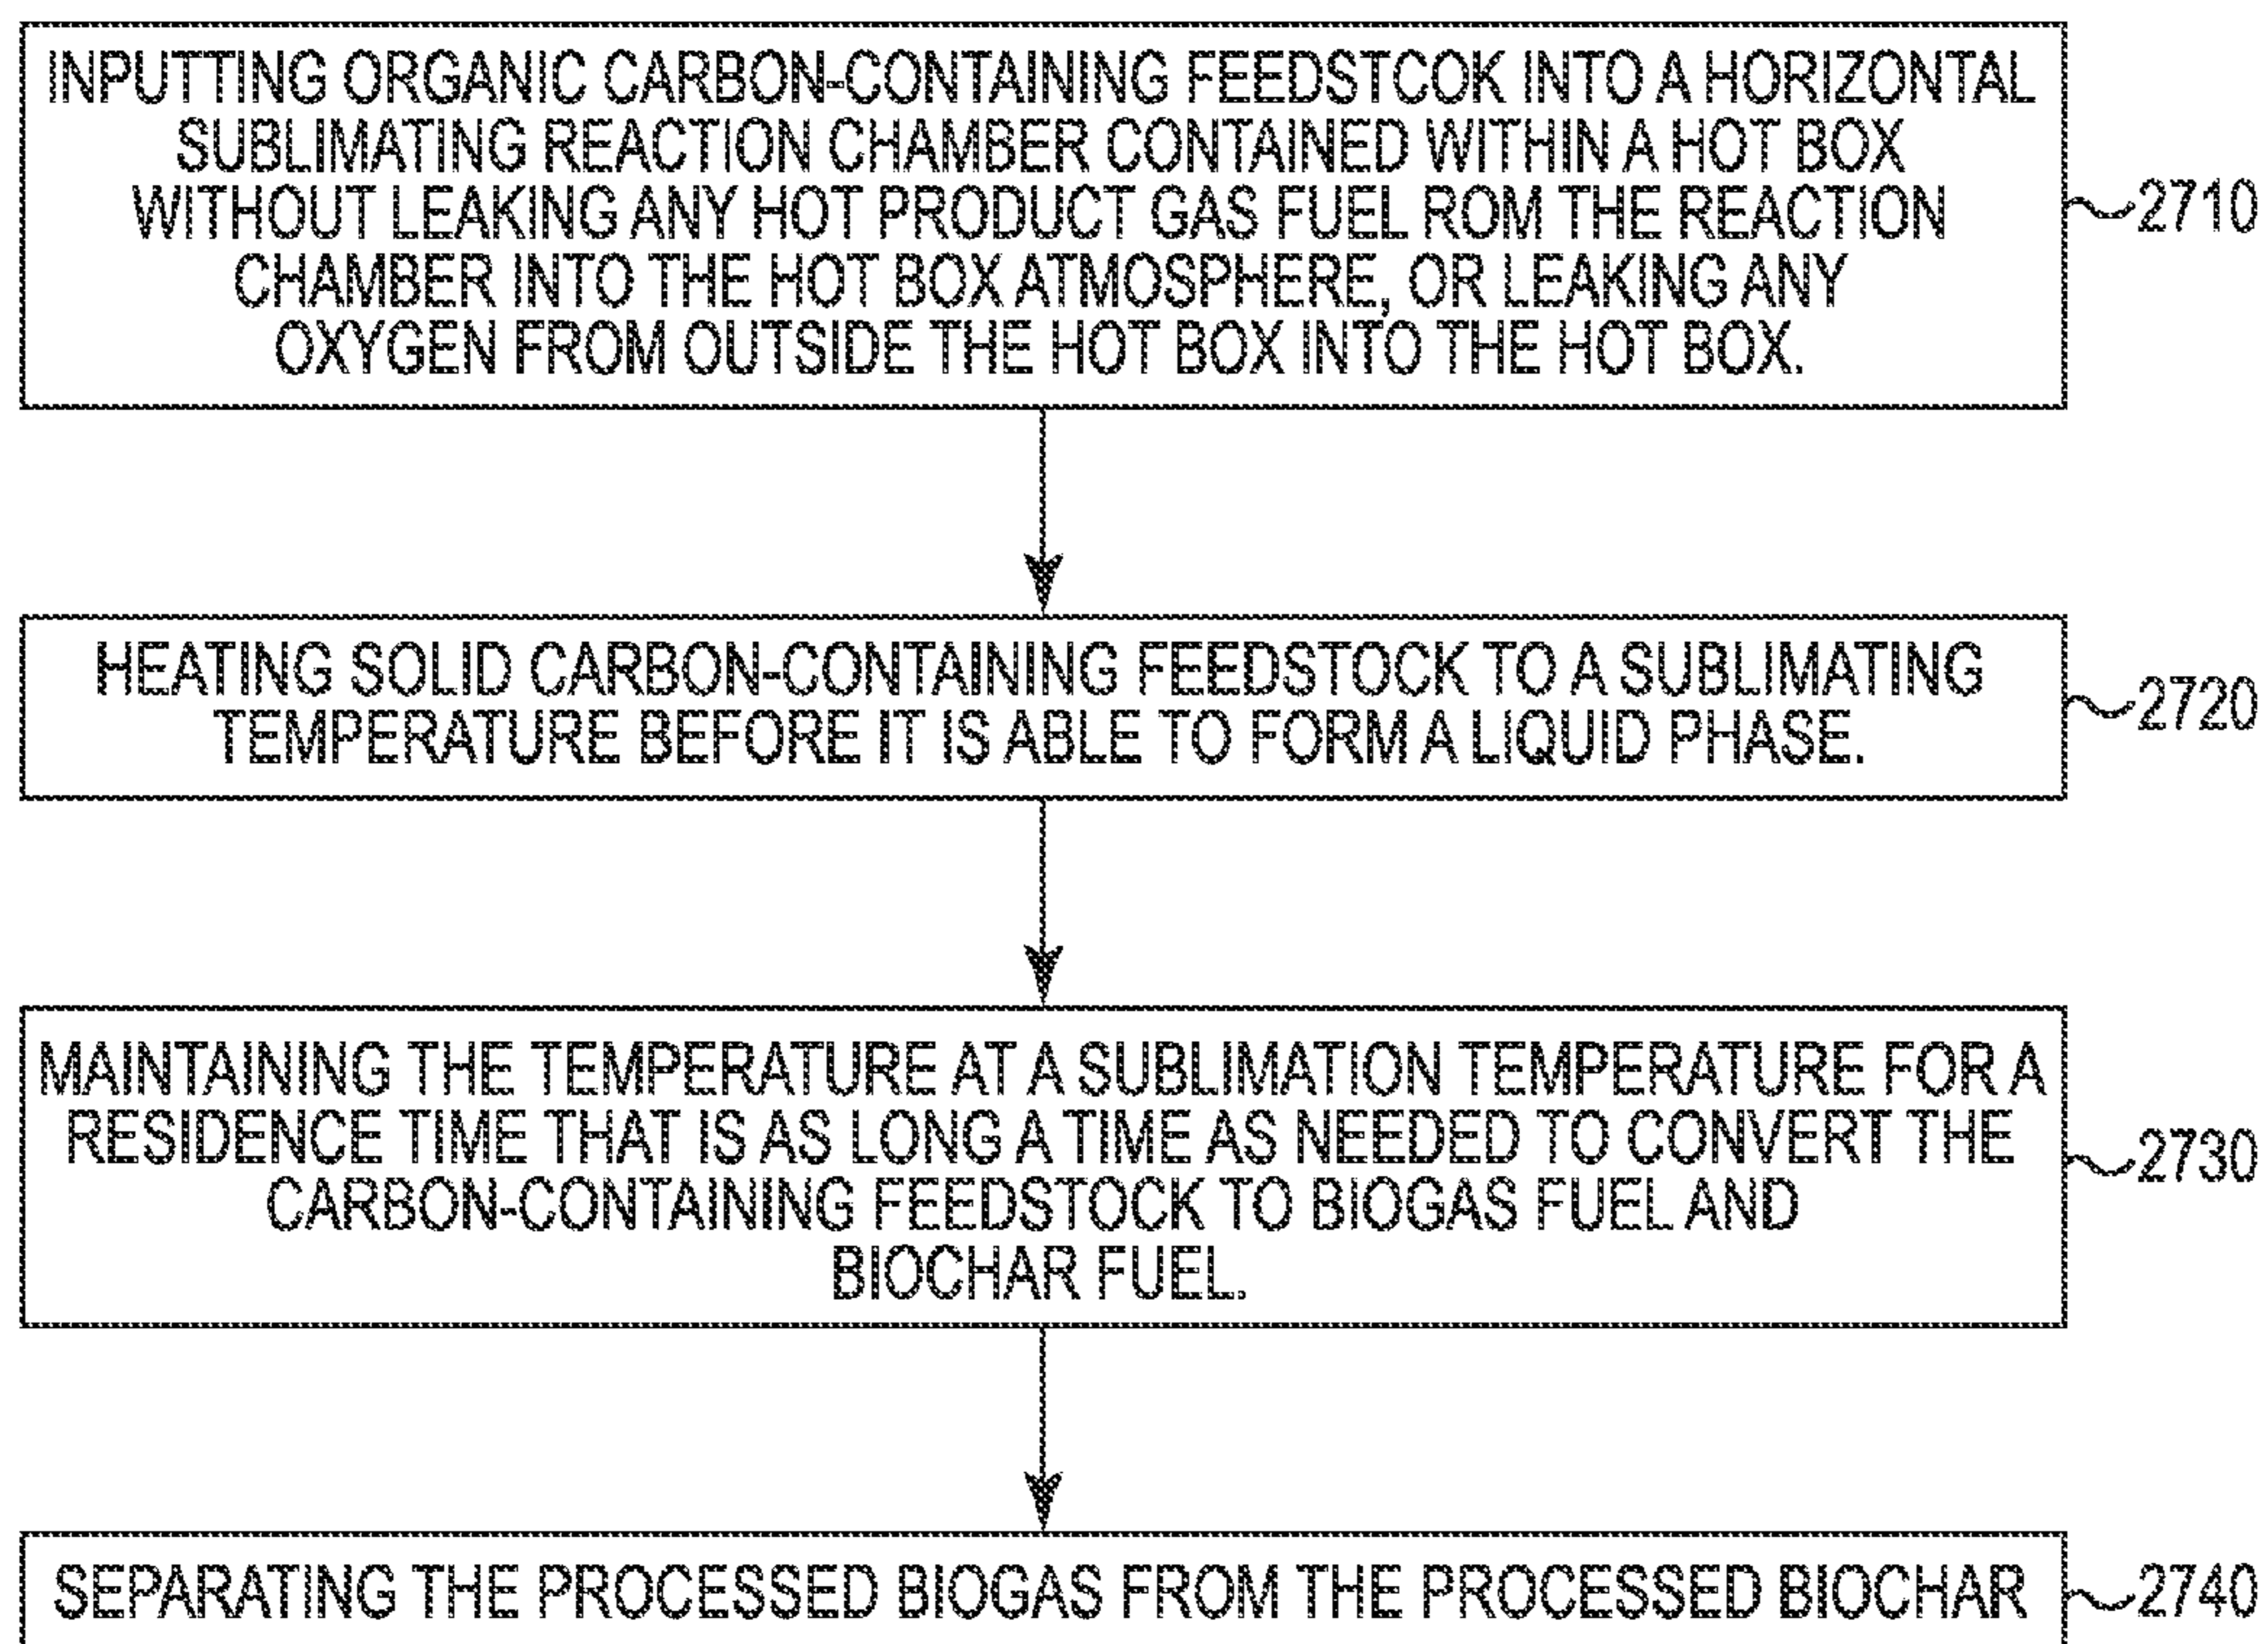 INPUTTING ORGANIC CARBON-CONTAINING FEEDSTCOK INTO A HORIZONTAL
SUBLIMATING REACTION CHAMBER CONTAINED WITHIN A HOT BOX
WITHOUT LEAKING ANY HOT PRODUCT GAS FUEL ROM THE REACTION
CHAMBER INTO THE HOT BOX ATMOSPHERE, OR LEAKING ANY
OXYGEN FROM OUTSIDE THE HOT BOX INTO THE HOT BOX.
2710
HEATING SOLID CARBON-CONTAINING FEEDSTOCK TO A SUBLIMATING
TEMPERATURE BEFORE IT IS ABLE TO FORM A LIQUID PHASE.
2720
MAINTAINING THE TEMPERATURE AT A SUBLIMATION TEMPERATURE FOR A
RESIDENCE TIME THAT IS AS LONG A TIME AS NEEDED TO CONVERT THE
CARBON-CONTAINING FEEDSTOCK TO BIOGAS FUEL AND
BIOCHAR FUEL.
2730
SEPARATING THE PROCESSED BIOGAS FROM THE PROCESSED BIOCHAR
2740